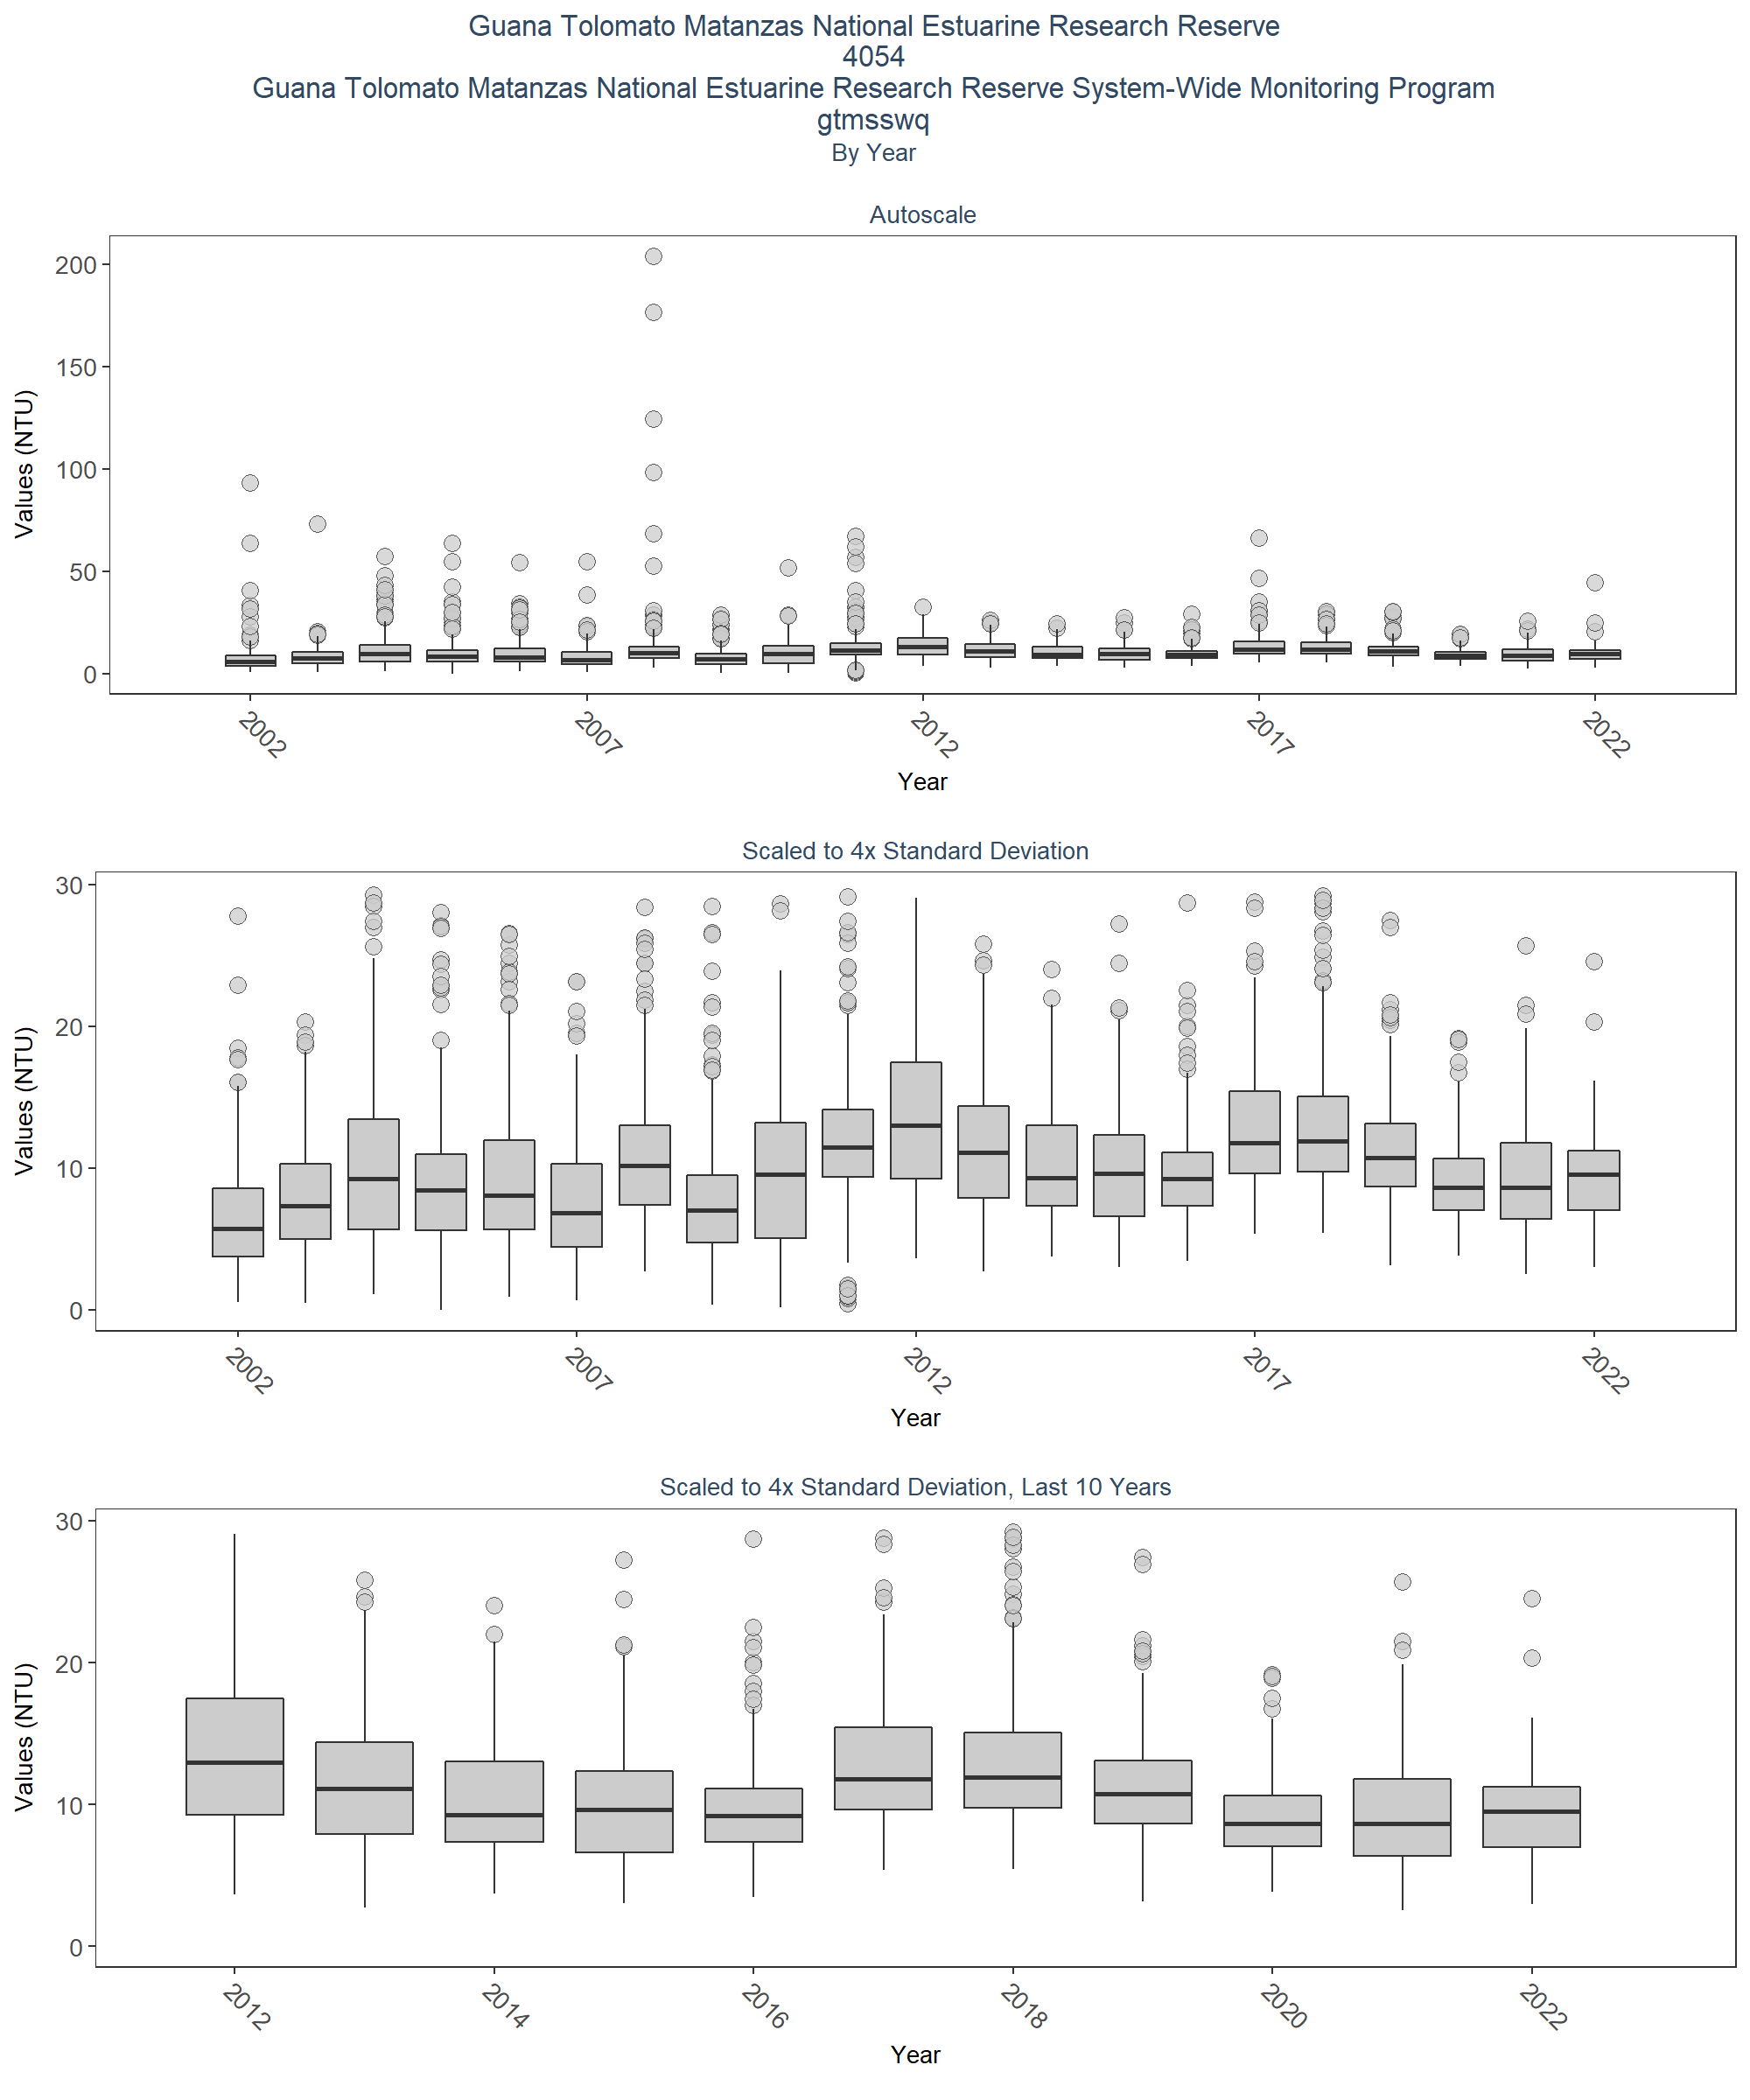 Guana Tolomato Matanzas National Estuarine Research Reserve
4054
Guana Tolomato Matanzas National Estuarine Research Reserve System-Wide Monitoring Program
gtmsswq
By Year
Autoscale
Values (NTU)
200
150
100
50
0
2002
2007
2012
2017
2022
Year
Scaled to 4x Standard Deviation
Values (NTU)
30
20
10
0
2002
2007
2012
2017
2022
Year
Scaled to 4x Standard Deviation, Last 10 Years
Values (NTU)
30
20
10
0
2012
2014
2016
2018
2020
2022
Year